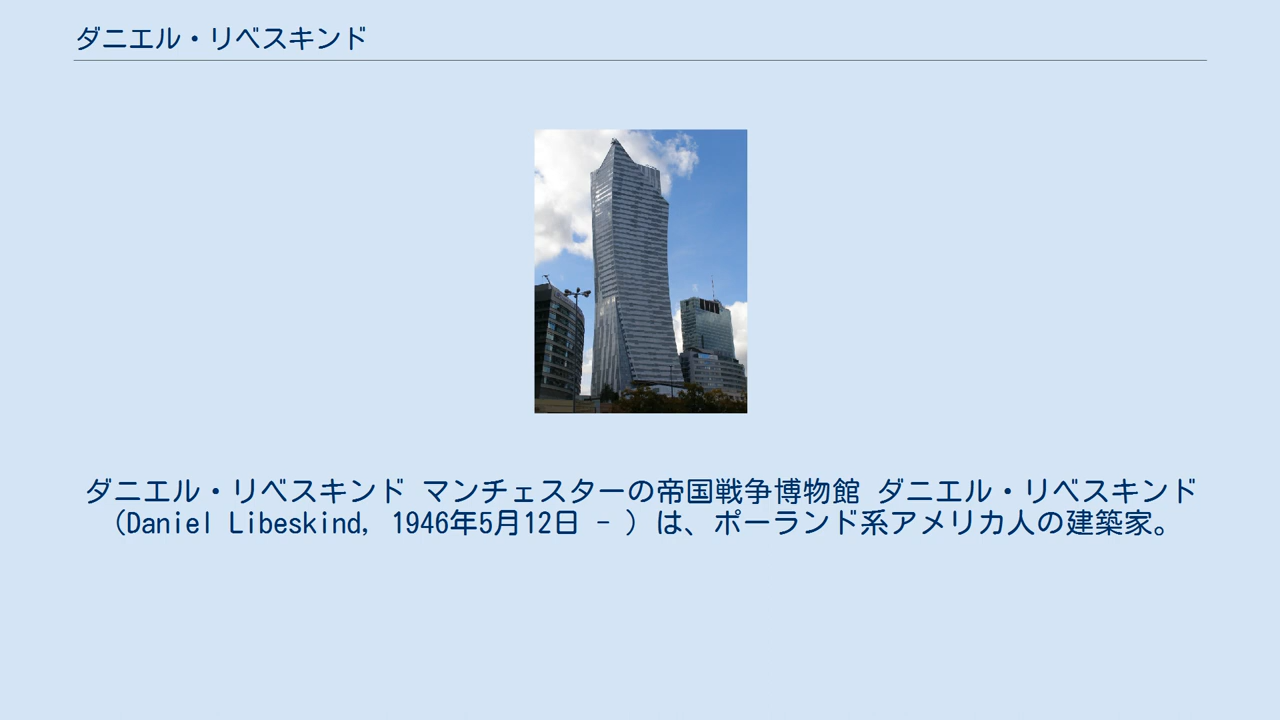 ダニエル・リベスキンド
ダニエル・リベスキンド マンチェスターの帝国戦争博物館 ダニエル・リベスキンド
（Daniel Libeskind, 1946年5月12日 - ）は、ポーランド系アメリカ人の建築家。